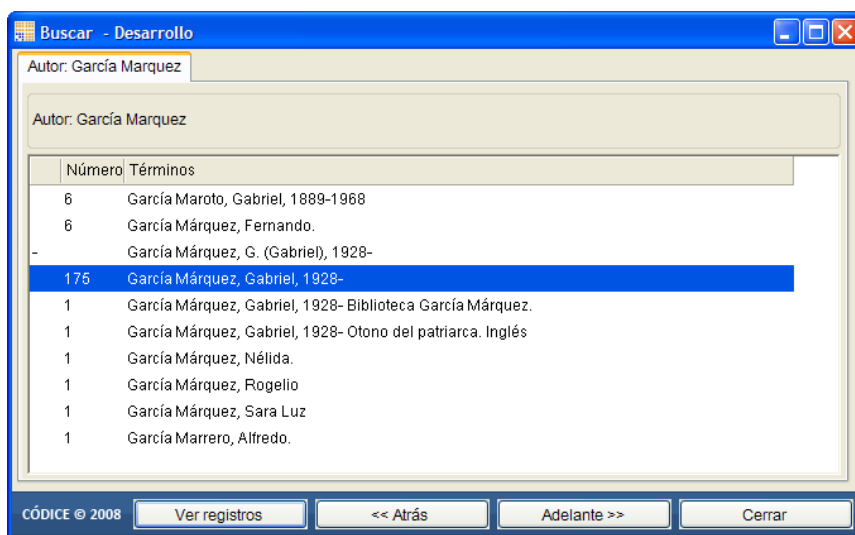 Buscar - Desarrollo
Autor: García Marquez
Autor: García Marquez
Número Términos
6 García Maroto, Gabriel, 1889-1968
6 García Márquez, Fernando.
- García Márquez, G. (Gabriel), 1928-
175 García Márquez, Gabriel, 1928-
1 García Márquez, Gabriel, 1928- Biblioteca García Márquez.
1 García Márquez, Gabriel, 1928- Otono del patriarca. Inglés
1 García Márquez, Nélida.
1 García Márquez, Rogelio
1 García Márquez, Sara Luz
1 García Marrero, Alfredo.
CÓDICE © 2008 Ver registros << Atrás Adelante >> Cerrar